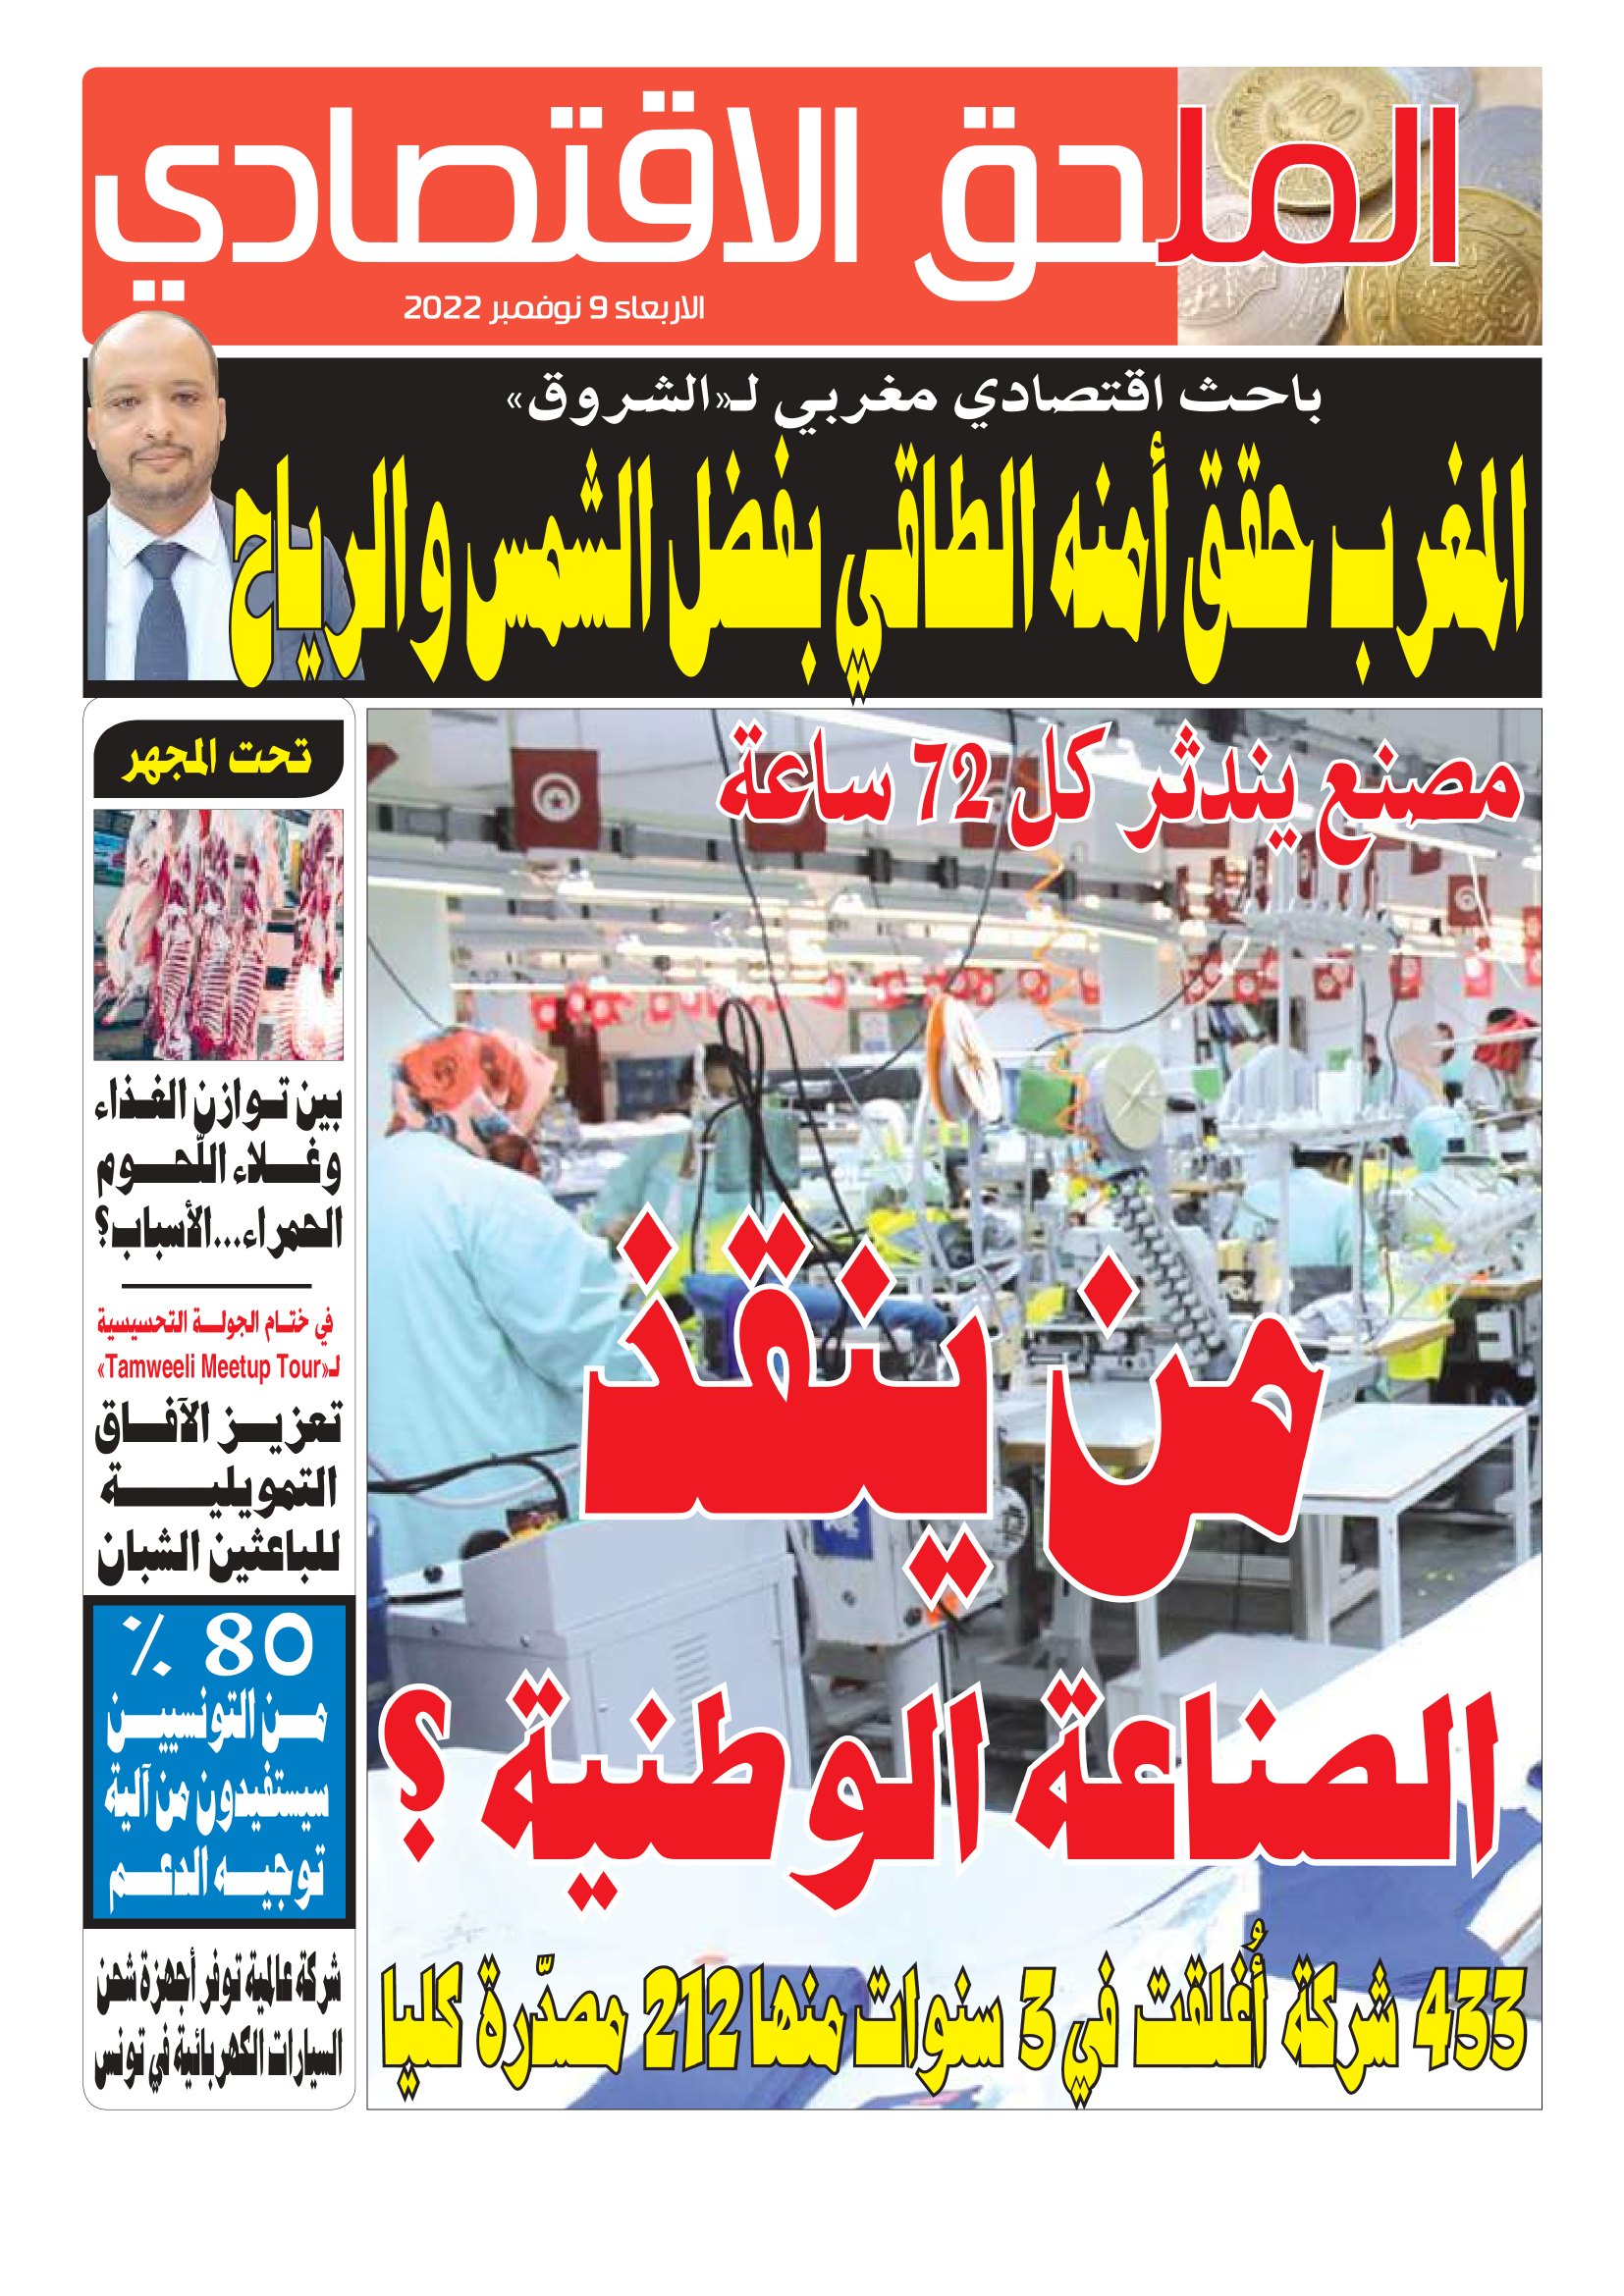 الملحق الاقتصادي
الاربعاء 9 نوفمبر 2022
باحث اقتصادي مغربي لـ«الشروق»
المغرب حقق أمنه الطاقي بفضل الشمس والرياح
مصنع يندثر كل 72 ساعة
من ينقذ
الصناعة الوطنية ؟
433 شركة أُغلقت في 3 سنوات منها 212 مصدّرة كليا
تحت المجهر
بين توازن الغذاء
وغلاء اللّحوم
الحمراء...الأسباب؟
في ختام الجولة التحسيسية
لـ«Tamweeli Meetup Tour»
تعزيز الآفاق
التمويلية
للباعثين الشبان
80 %
من التونسيين
سيستفيدون من آلية
توجيه الدعم
شركة عالمية توفر أجهزة شحن
السيارات الكهربائية في تونس